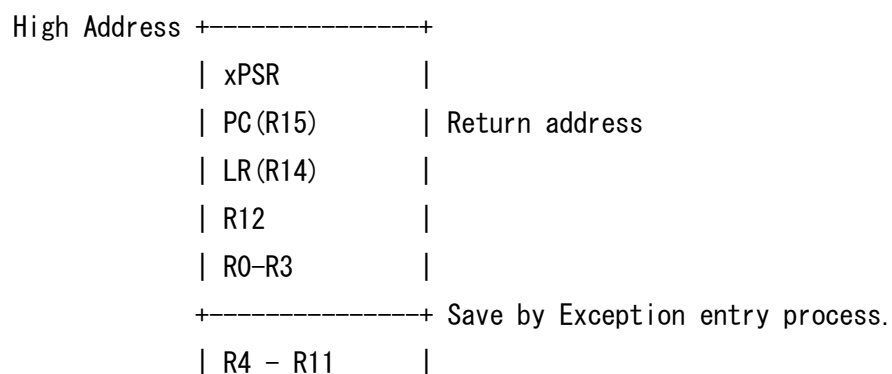 High Address +---------------+
| xPSR |
| PC(R15) | Return address
| LR(R14) |
| R12 |
| R0-R3 |
+---------------+ Save by Exception entry process.
| R4 - R11 |